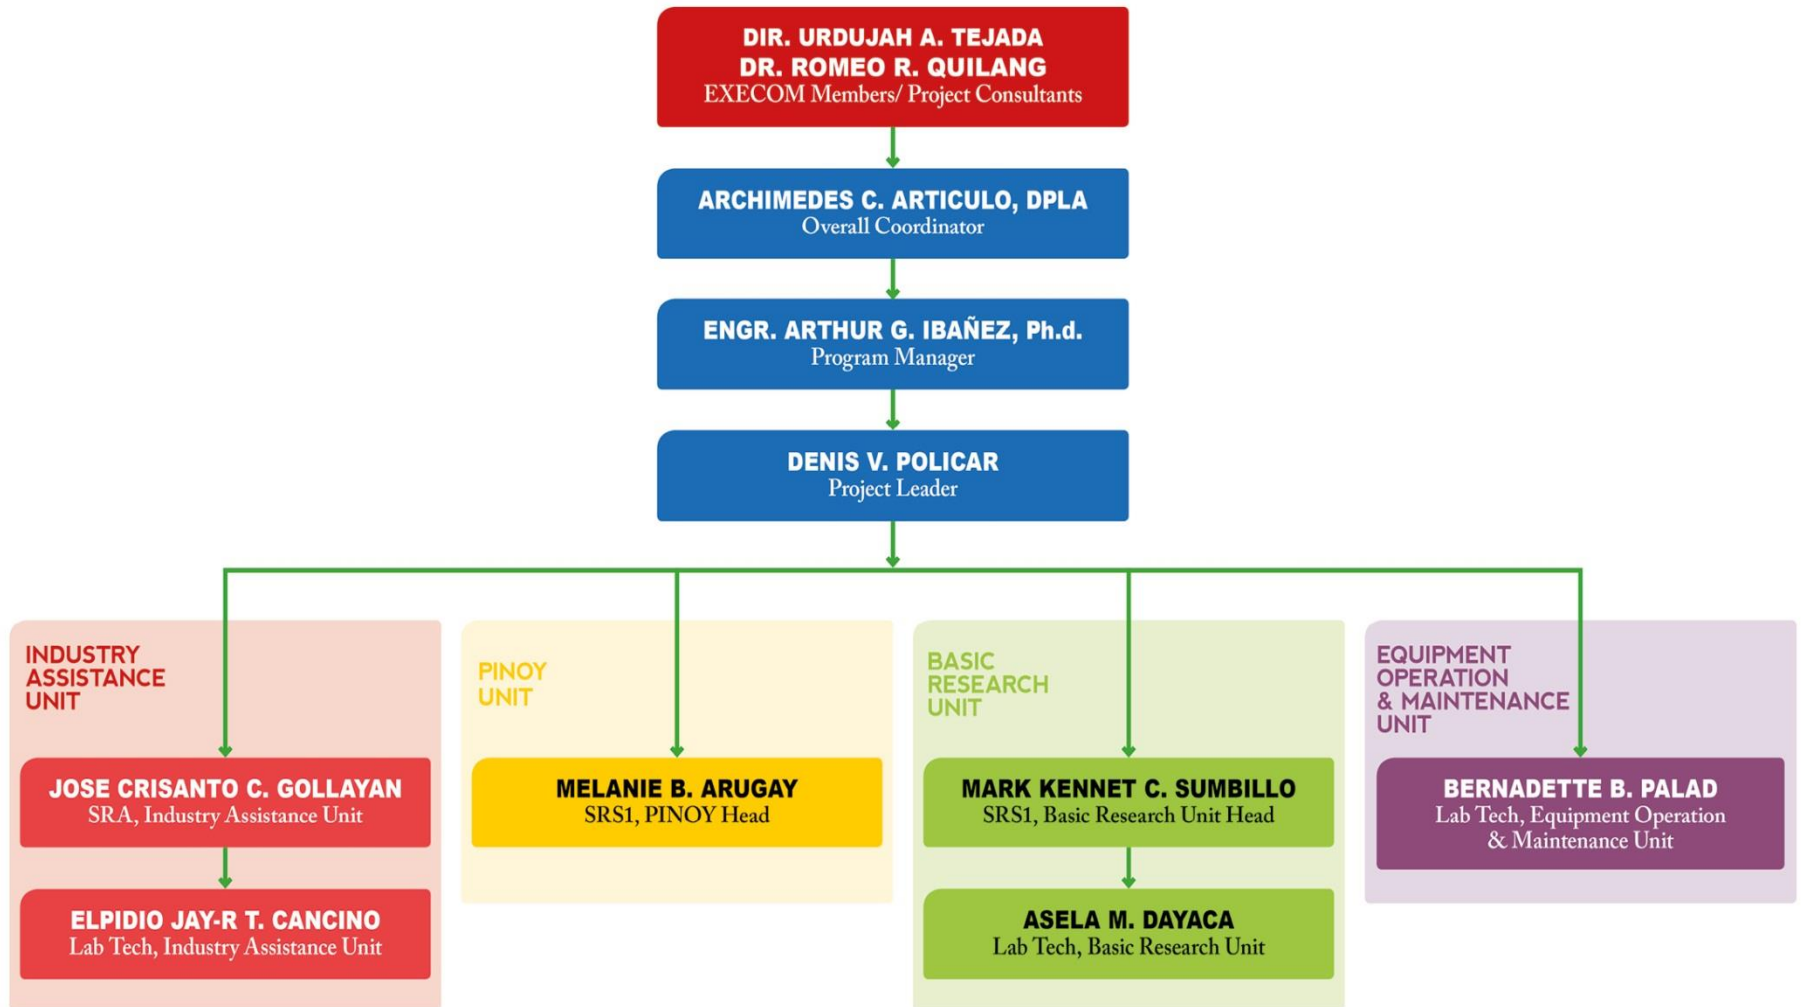 DIR. URDUJAH A. TEJADA
DR. ROMEO R. QUILANG
EXECOM Members/ Project Consultants
ARCHIMEDES C. ARTICULO, DPLA
Overall Coordinator
ENGR. ARTHUR G. IBAÑEZ, Ph.d.
Program Manager
DENIS V. POLICAR
Project Leader
INDUSTRY
ASSISTANCE
UNIT
JOSE CRISANTO C. GOLLAYAN
SRA, Industry Assistance Unit
ELPIDIO JAY-R T. CANCINO
Lab Tech, Industry Assistance Unit
PINOY
UNIT
MELANIE B. ARUGAY
SRS1, PINOY Head
BASIC
RESEARCH
UNIT
MARK KENNET C. SUMBILLO
SRS1, Basic Research Unit Head
ASELA M. DAYACA
Lab Tech, Basic Research Unit
EQUIPMENT
OPERATION
& MAINTENANCE
UNIT
BERNADETTE B. PALAD
Lab Tech, Equipment Operation
& Maintenance Unit